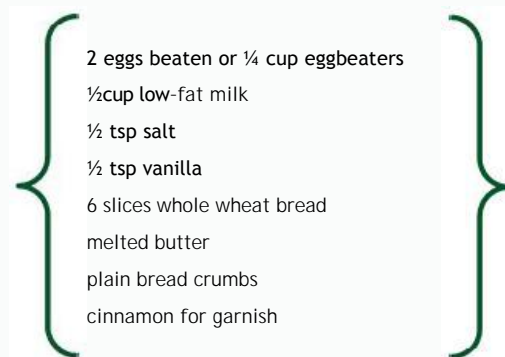 2 eggs beaten or ¼ cup eggbeaters
½cup low-fat milk
½ tsp salt
½ tsp vanilla
6 slices whole wheat bread
melted butter
plain bread crumbs
cinnamon for garnish